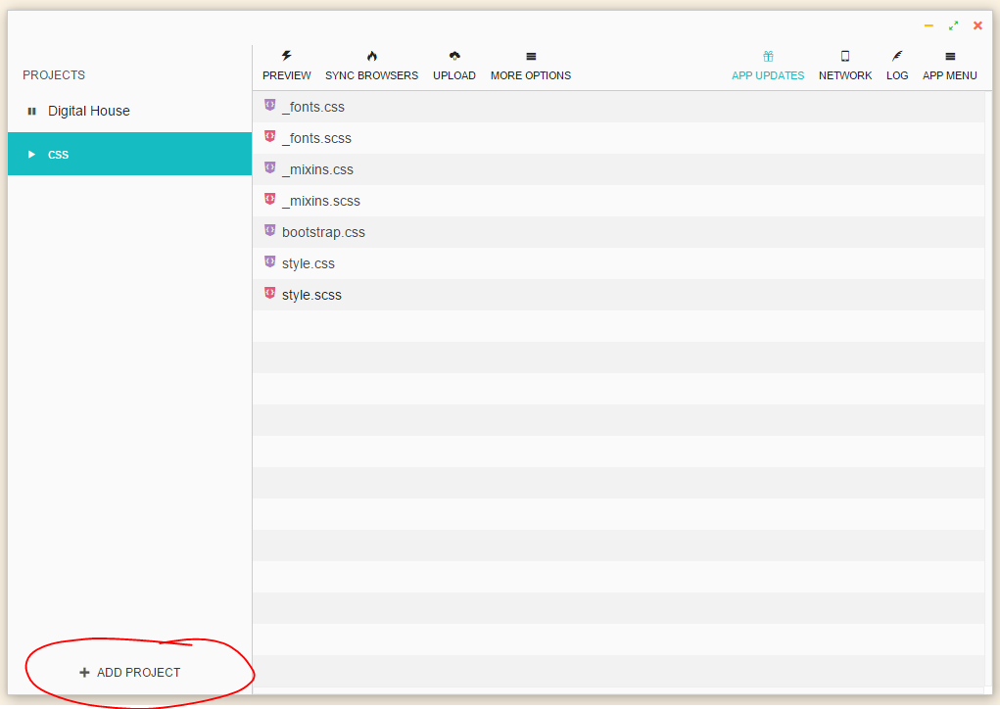 PROJECTS
Digital House
CSS
+ ADD PROJECT
PREVIEW SYNC BROWSERS UPLOAD MORE OPTIONS APP UPDATES NETWORK LOG APP MENU
_fonts.css
_fonts.scss
_mixins.css
_mixins.scss
bootstrap.css
style.css
style.scss